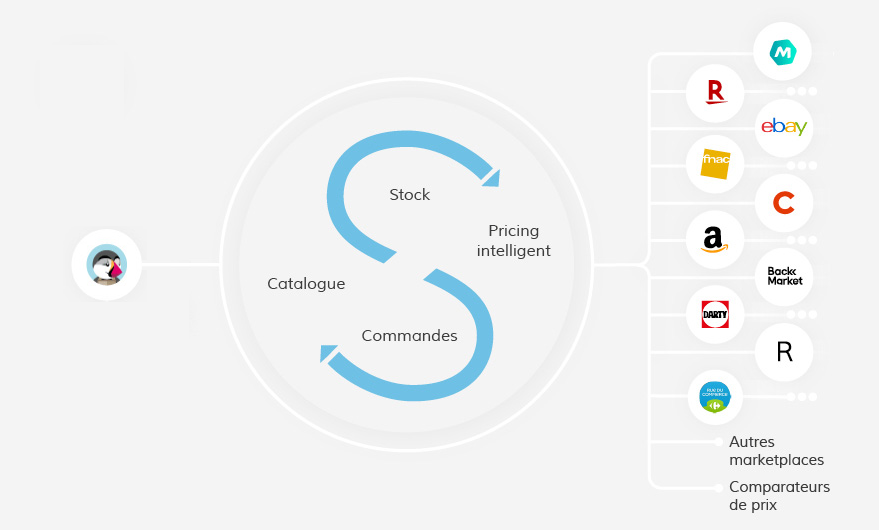 M
R
ebay
fnac
Stock
C
Pricing
intelligent
a
Back
Market
Catalogue
DARTY
Commandes
R
RUE DU
COMMERCE
Autres
marketplaces
Comparateurs
de prix